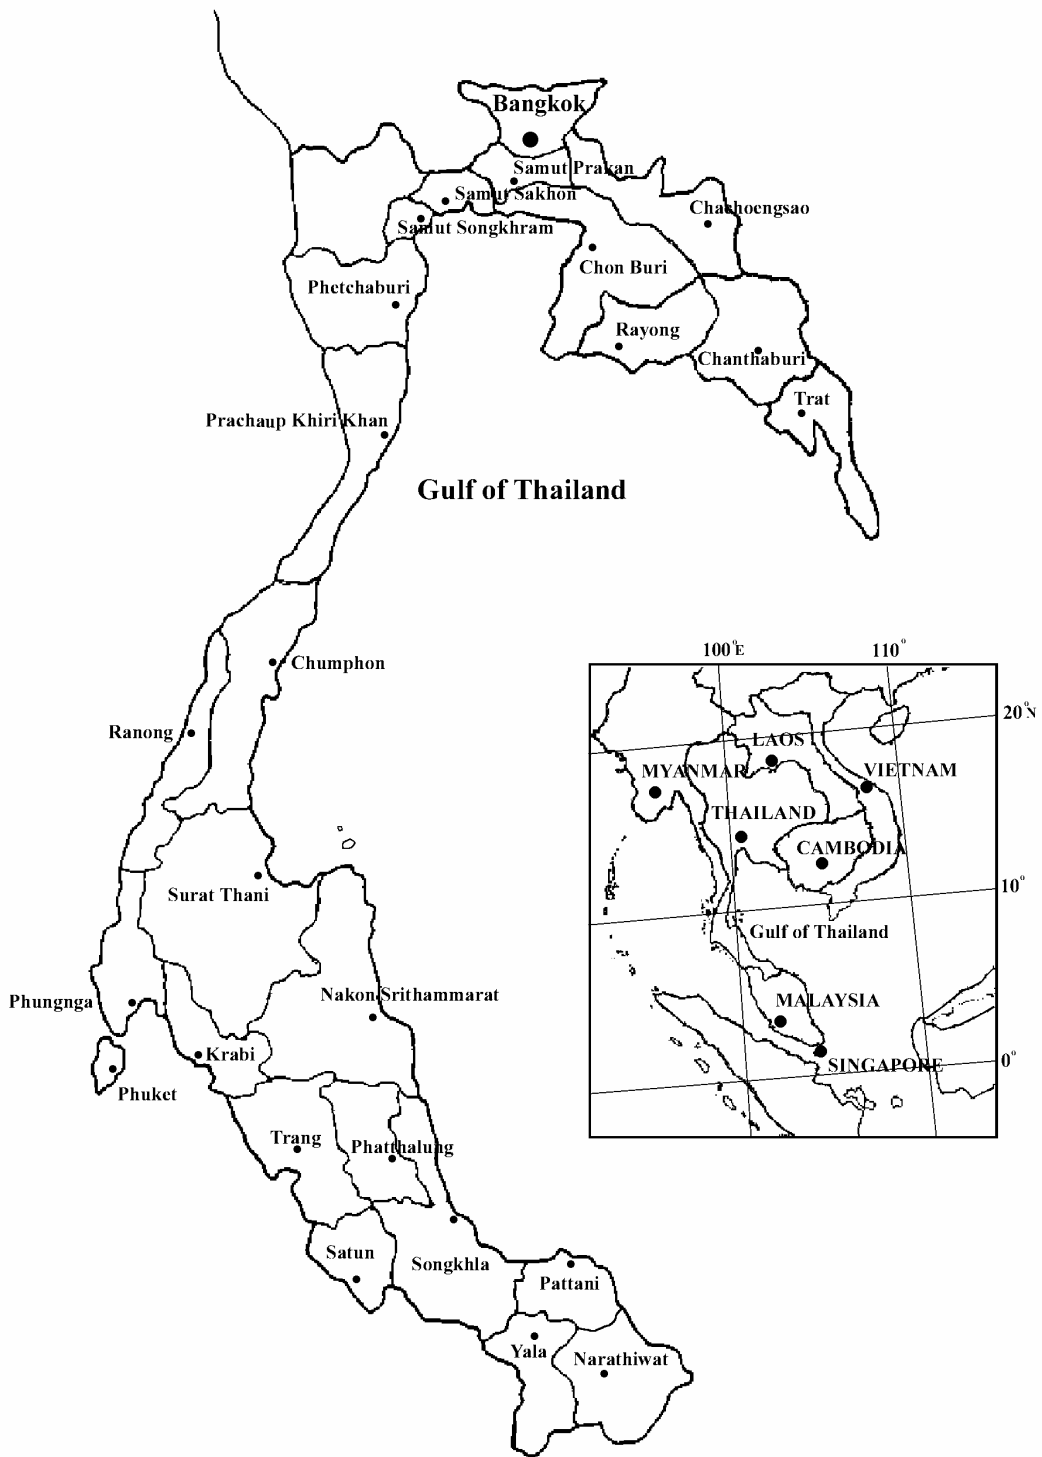 Bangkok
Samut Prakan
Samut Sakhon
Chachoengsao
Samut Songkhram
Chon Buri
Phetchaburi
Rayong
Chanthaburi
Trat
Prachaup Khiri Khan
Gulf of Thailand
Chumphon
Ranong
Surat Thani
Phungnga
Nakon Srithammarat
Krabi
Phuket
Trang
Phatthalung
Satun
Songkhla
Pattani
Yala
Narathiwat
100°E
110°
20°N
LAOS
MYANMAR
VIETNAM
THAILAND
CAMBODIA
10°
Gulf of Thailand
MALAYSIA
SINGAPORE
0°